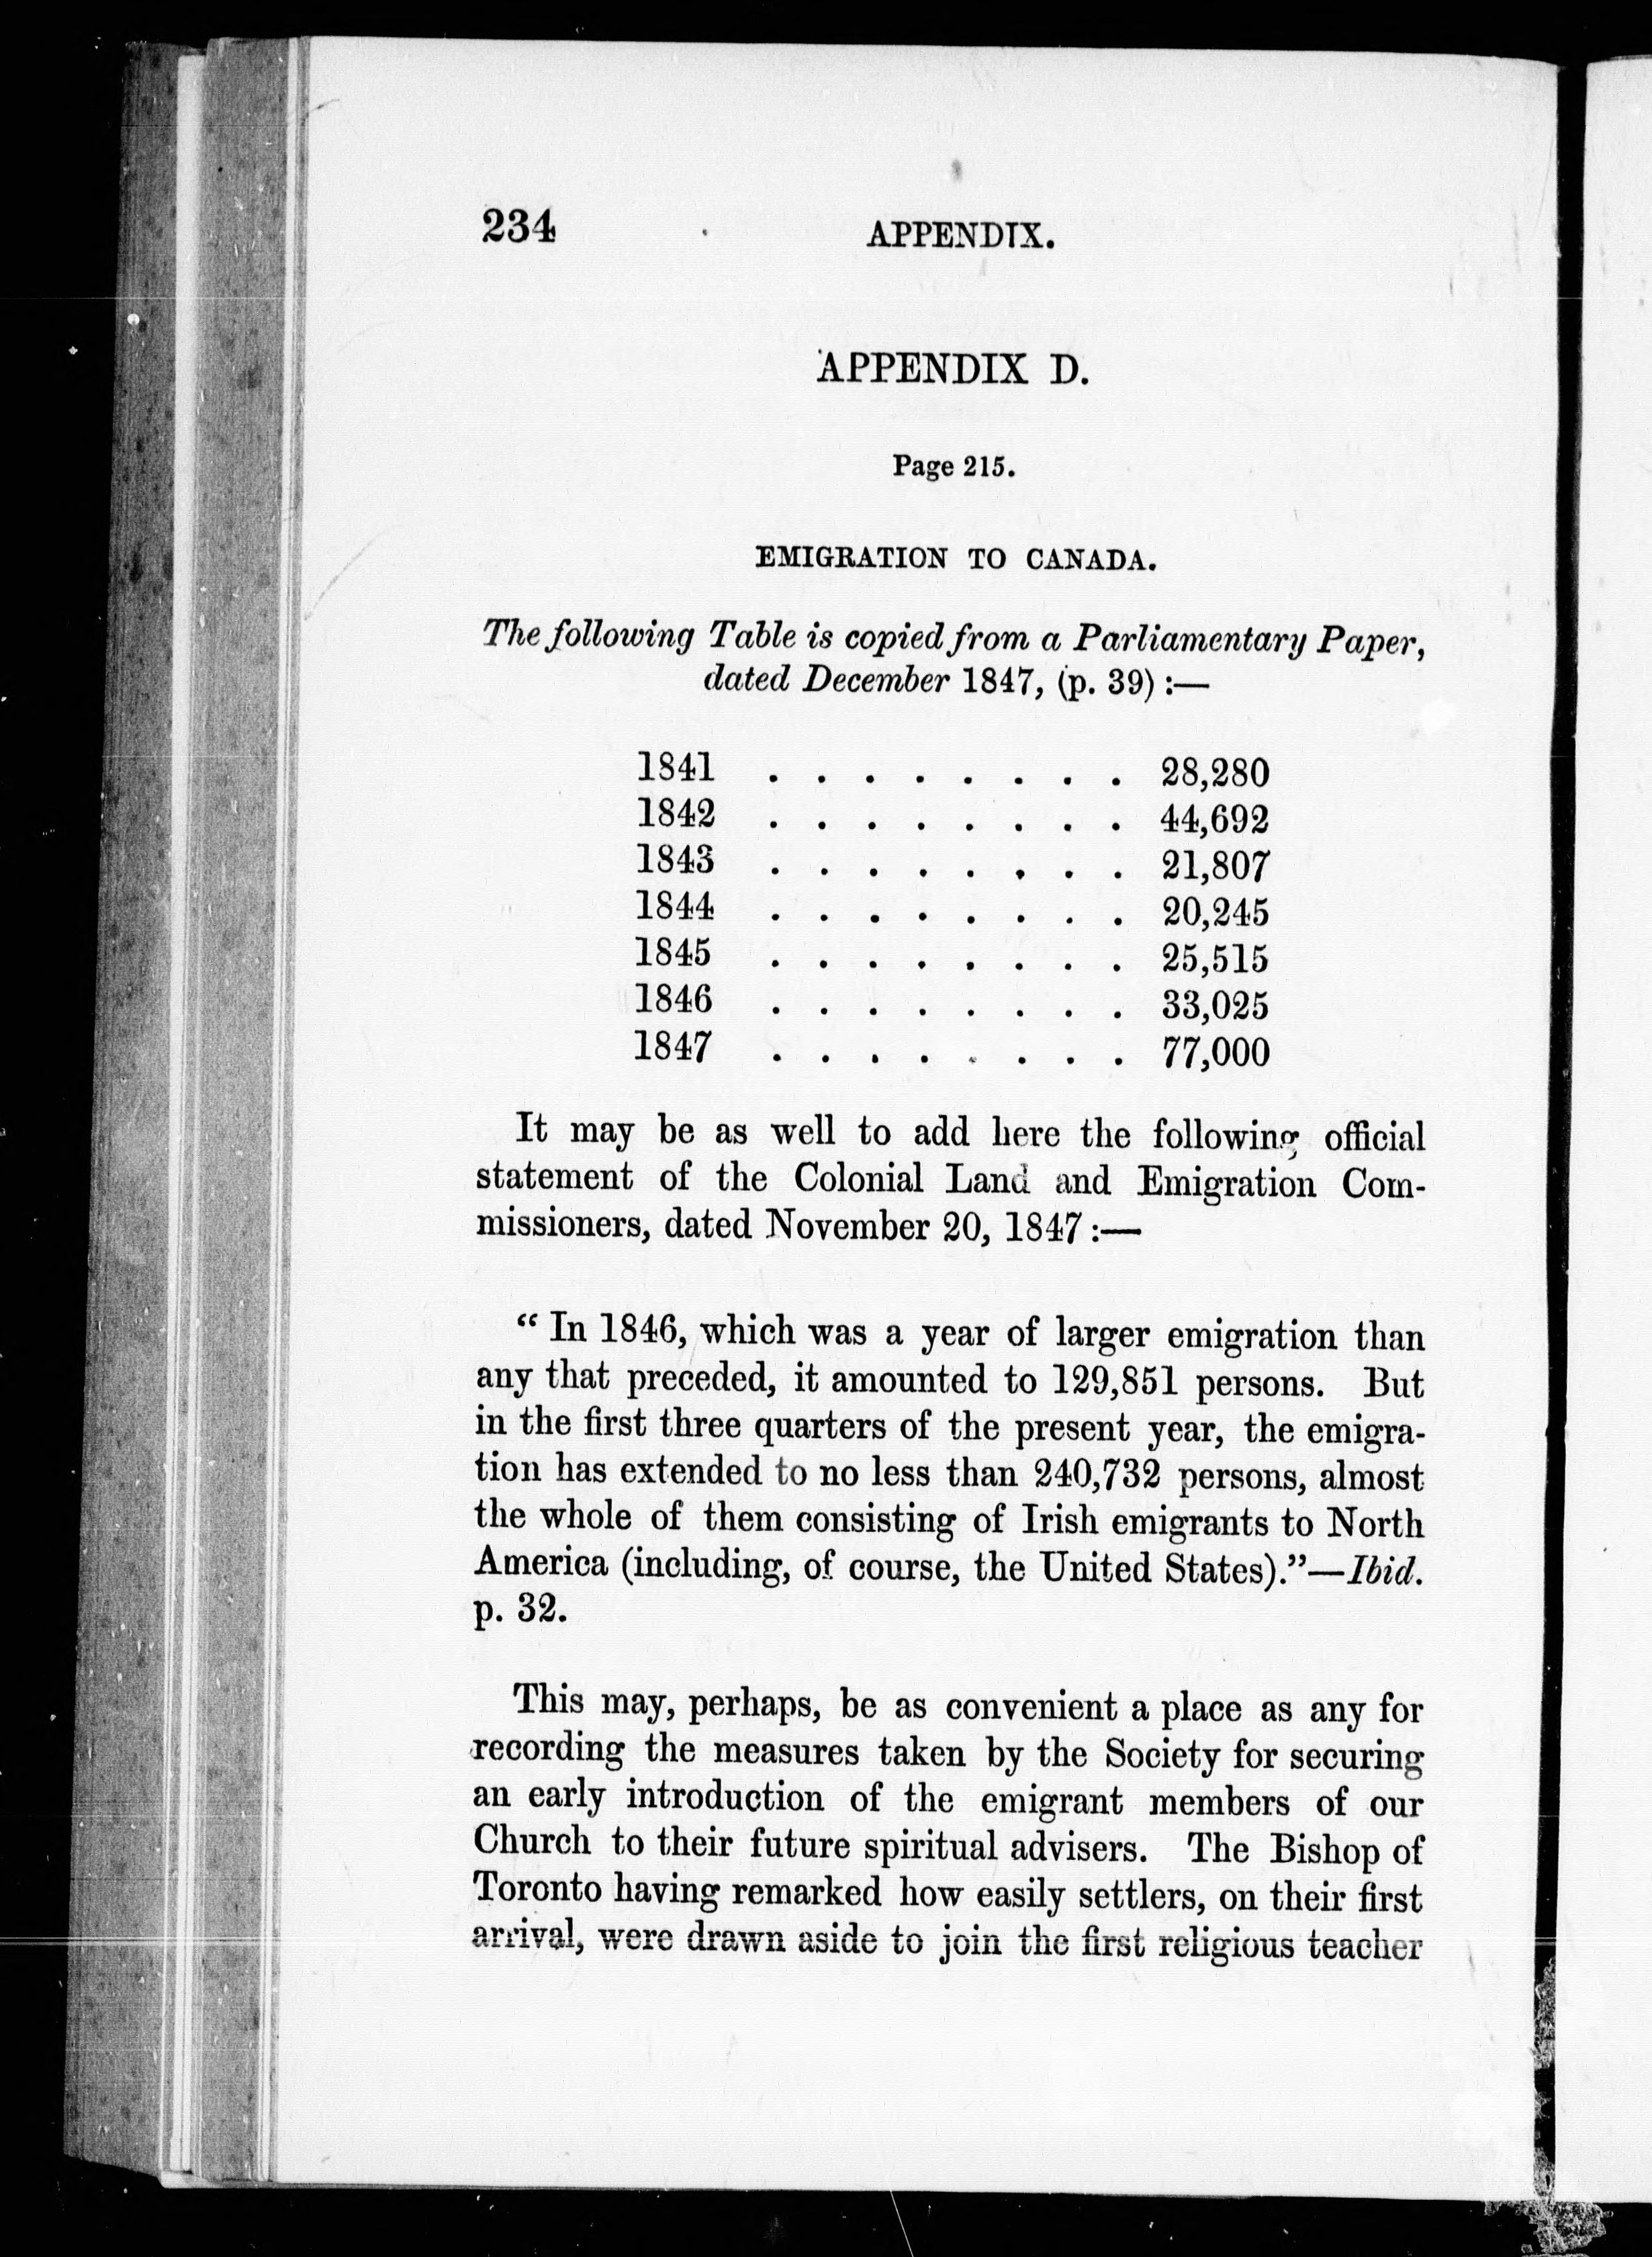 234 APPENDIX.
APPENDIX D.
Page 215.
EMIGRATION TO CANADA.
The following Table is copied from a Parliamentary Paper,
dated December 1847, (p. 39) :—
1841 . . . . . . . . 28,280
1842 . . . . . . . . 44,692
1843 . . . . . . . . 21,807
1844 . . . . . . . . 20,245
1845 . . . . . . . . 25,515
1846 . . . . . . . . 33,025
1847 . . . . . . . . 77,000
It may be as well to add here the following official
statement of the Colonial Land and Emigration Com-
missioners, dated November 20, 1847 :—
“ In 1846, which was a year of larger emigration than
any that preceded, it amounted to 129,851 persons. But
in the first three quarters of the present year, the emigra-
tion has extended to no less than 240,732 persons, almost
the whole of them consisting of Irish emigrants to North
America (including, of course, the United States).”—Ibid.
p. 32.
This may, perhaps, be as convenient a place as any for
recording the measures taken by the Society for securing
an early introduction of the emigrant members of our
Church to their future spiritual advisers. The Bishop of
Toronto having remarked how easily settlers, on their first
arrival, were drawn aside to join the first religious teacher